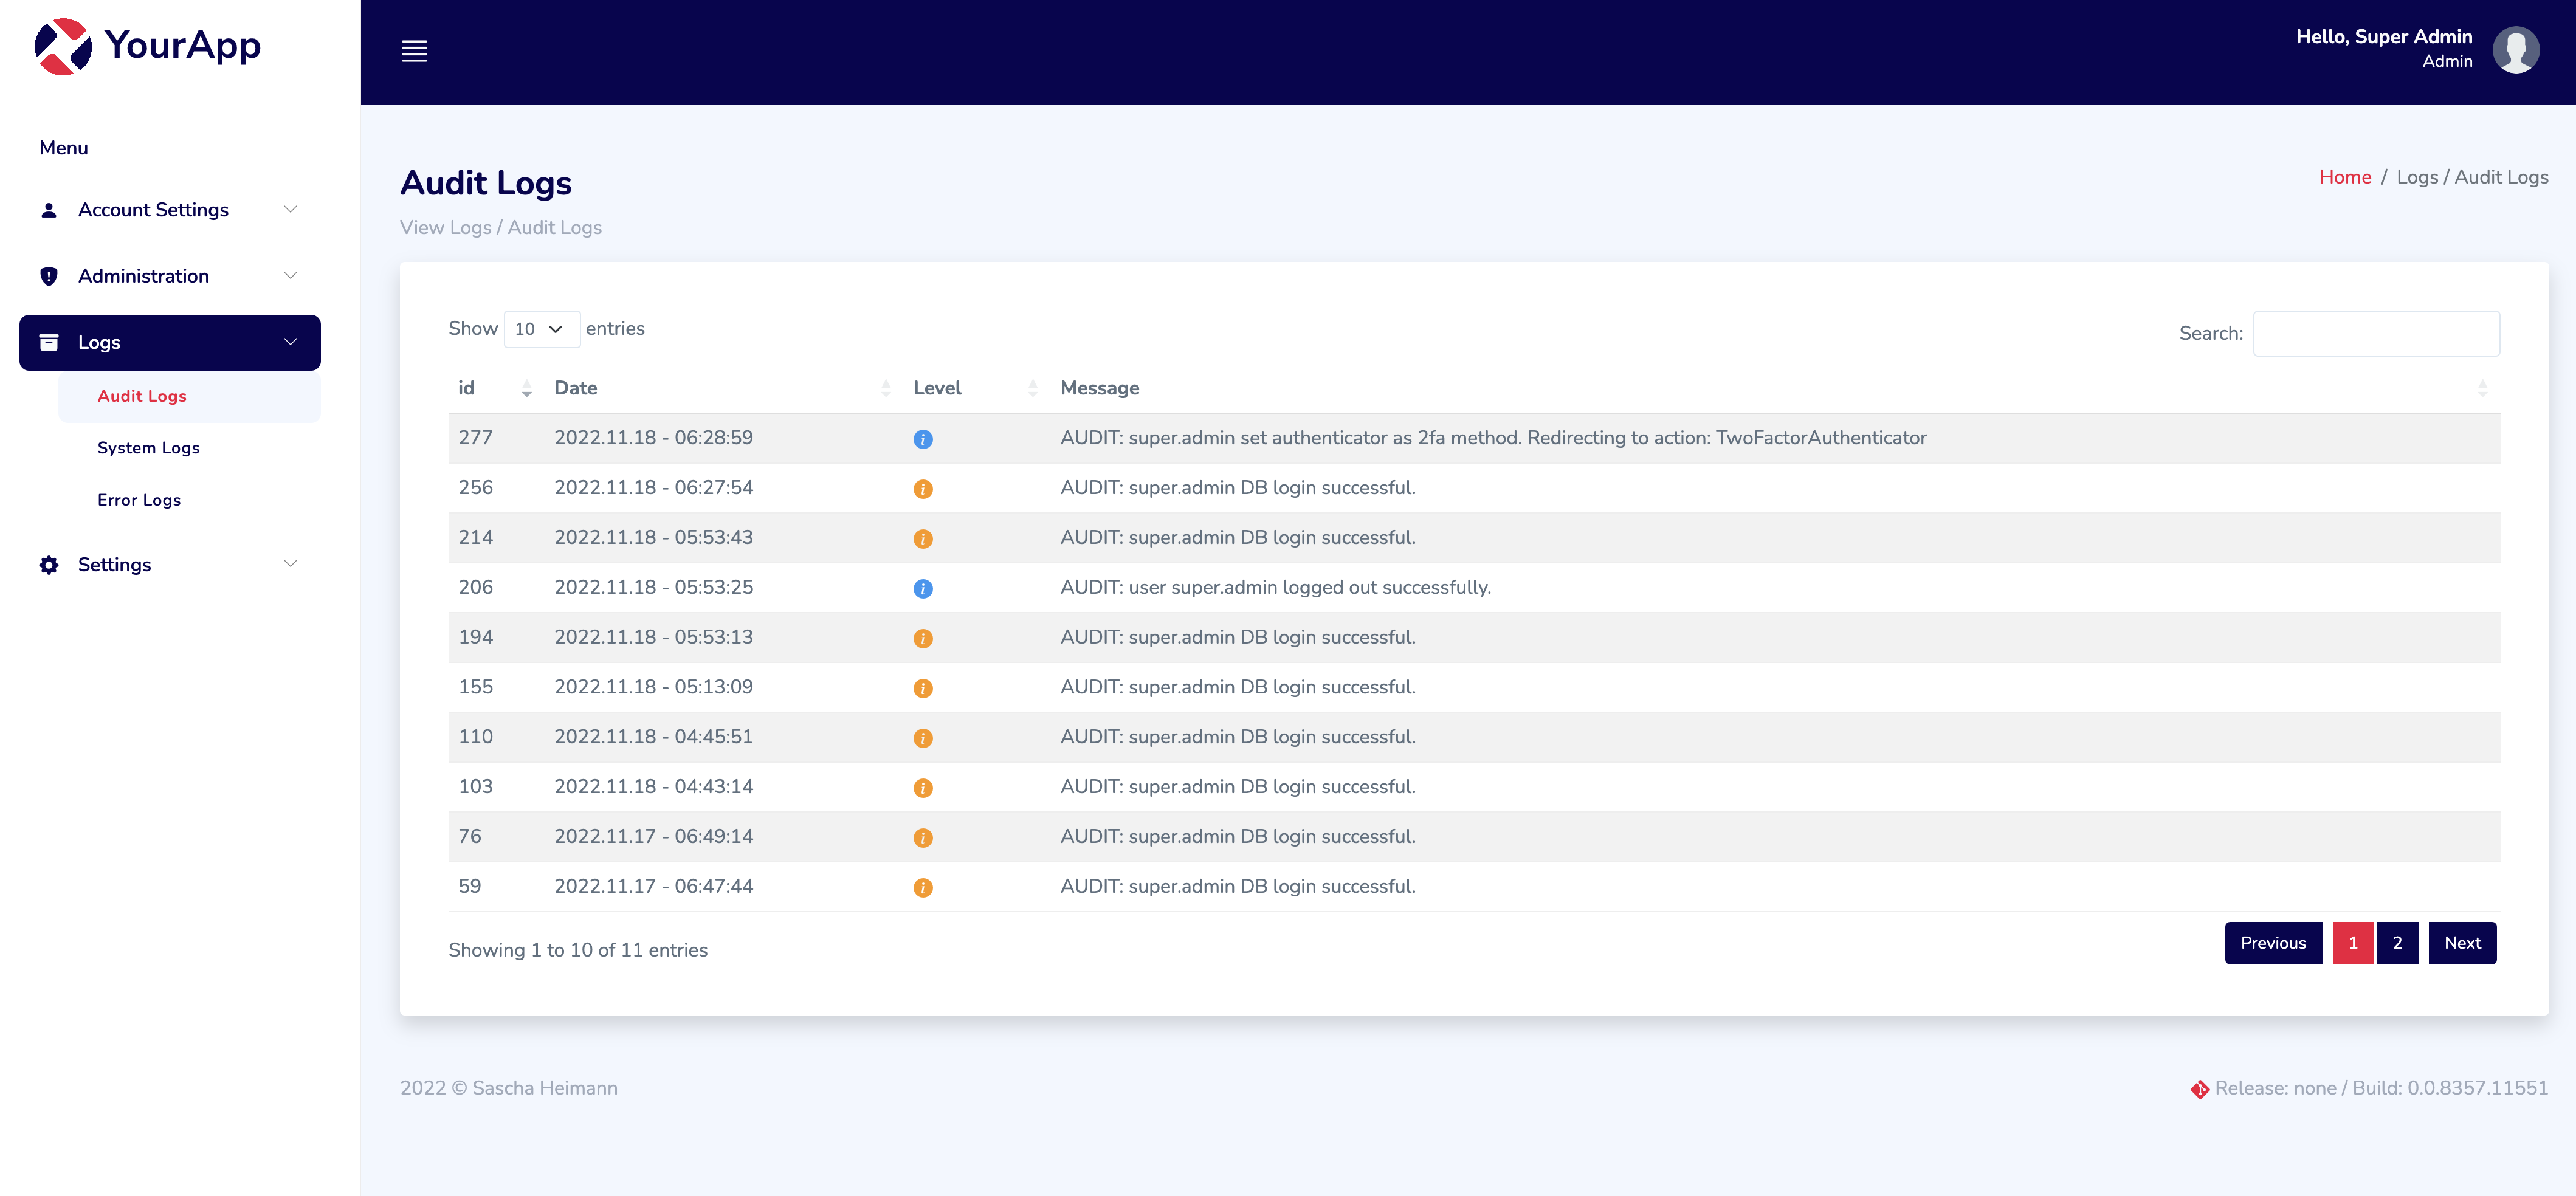 YourApp
Hello, Super Admin
Admin
Menu
Account Settings
Administration
Logs
Audit Logs
System Logs
Error Logs
Settings
Audit Logs
Home / Logs / Audit Logs
View Logs / Audit Logs
Show 10 entries
Search:
id Date Level Message
277 2022.11.18 - 06:28:59 AUDIT: super.admin set authenticator as 2fa method. Redirecting to action: TwoFactorAuthenticator
256 2022.11.18 - 06:27:54 AUDIT: super.admin DB login successful.
214 2022.11.18 - 05:53:43 AUDIT: super.admin DB login successful.
206 2022.11.18 - 05:53:25 AUDIT: user super.admin logged out successfully.
194 2022.11.18 - 05:53:13 AUDIT: super.admin DB login successful.
155 2022.11.18 - 05:13:09 AUDIT: super.admin DB login successful.
110 2022.11.18 - 04:45:51 AUDIT: super.admin DB login successful.
103 2022.11.18 - 04:43:14 AUDIT: super.admin DB login successful.
76 2022.11.17 - 06:49:14 AUDIT: super.admin DB login successful.
59 2022.11.17 - 06:47:44 AUDIT: super.admin DB login successful.
Showing 1 to 10 of 11 entries
Previous 1 2 Next
2022 © Sascha Heimann
Release: none / Build: 0.0.8357.11551